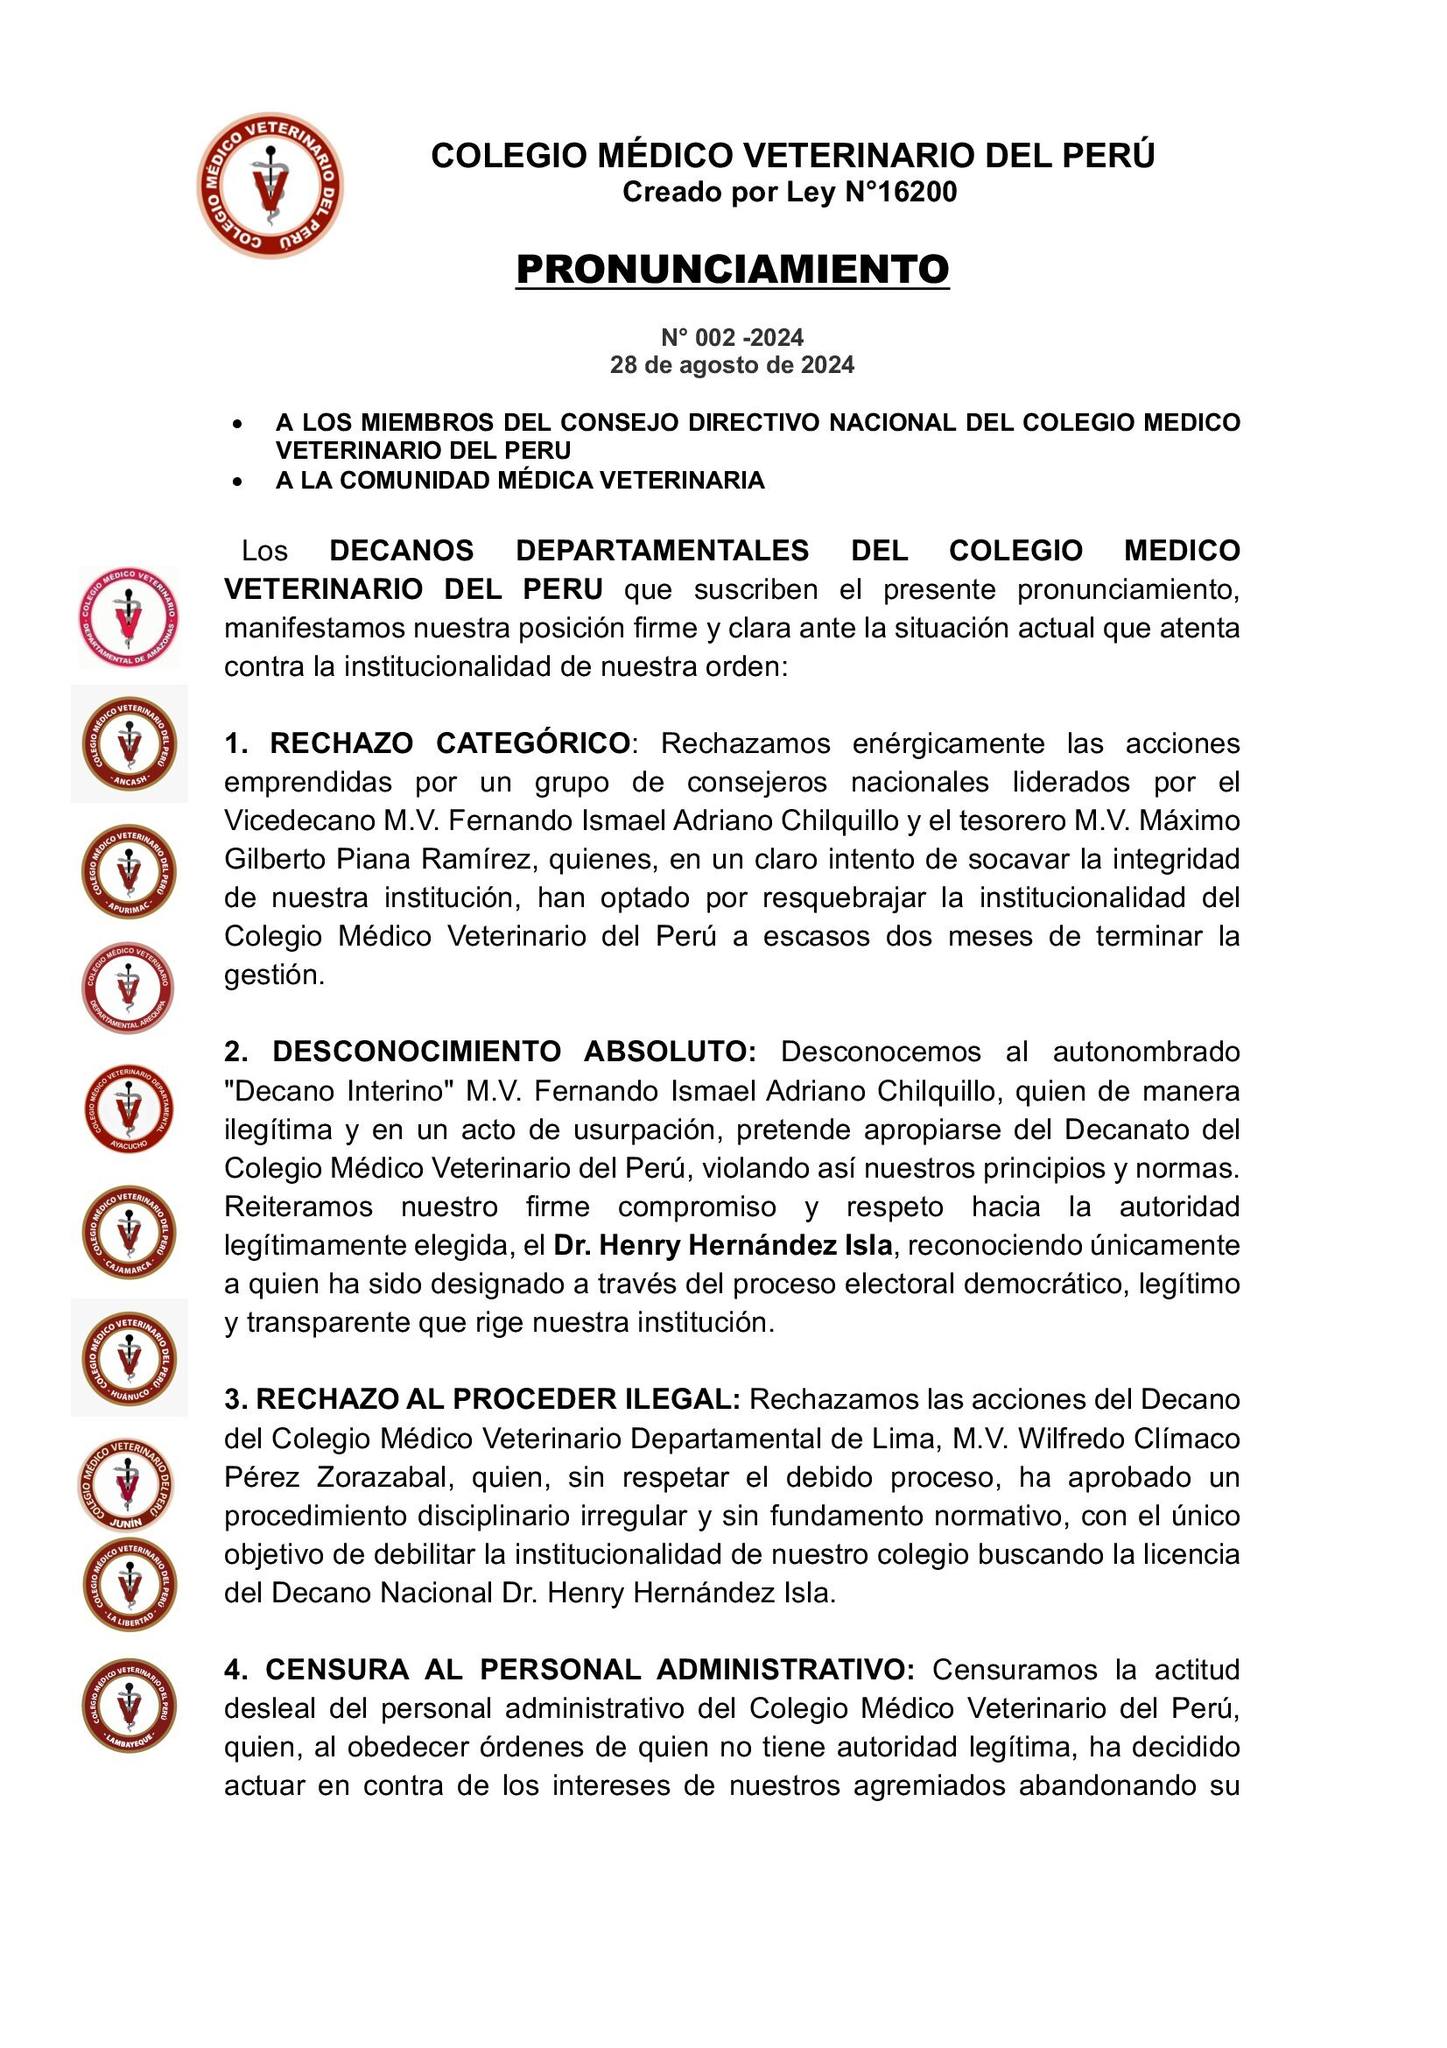 COLEGIO MÉDICO VETERINARIO DEL PERÚ
COLEGIO MÉDICO VETERINARIO DEL PERÚ
Creado por Ley N°16200
PRONUNCIAMIENTO
N° 002 -2024
28 de agosto de 2024
• A LOS MIEMBROS DEL CONSEJO DIRECTIVO NACIONAL DEL COLEGIO MEDICO
VETERINARIO DEL PERU
• A LA COMUNIDAD MÉDICA VETERINARIA
Los DECANOS DEPARTAMENTALES DEL COLEGIO MEDICO
VETERINARIO DEL PERU que suscriben el presente pronunciamiento,
manifestamos nuestra posición firme y clara ante la situación actual que atenta
contra la institucionalidad de nuestra orden:
1. RECHAZO CATEGÓRICO: Rechazamos enérgicamente las acciones
emprendidas por un grupo de consejeros nacionales liderados por el
Vicedecano M.V. Fernando Ismael Adriano Chilquillo y el tesorero M.V. Máximo
Gilberto Piana Ramírez, quienes, en un claro intento de socavar la integridad
de nuestra institución, han optado por resquebrajar la institucionalidad del
Colegio Médico Veterinario del Perú a escasos dos meses de terminar la
gestión.
2. DESCONOCIMIENTO ABSOLUTO: Desconocemos al autonombrado
"Decano Interino" M.V. Fernando Ismael Adriano Chilquillo, quien de manera
ilegítima y en un acto de usurpación, pretende apropiarse del Decanato del
Colegio Médico Veterinario del Perú, violando así nuestros principios y normas.
Reiteramos nuestro firme compromiso y respeto hacia la autoridad
legítimamente elegida, el Dr. Henry Hernández Isla, reconociendo únicamente
a quien ha sido designado a través del proceso electoral democrático, legítimo
y transparente que rige nuestra institución.
3. RECHAZO AL PROCEDER ILEGAL: Rechazamos las acciones del Decano
del Colegio Médico Veterinario Departamental de Lima, M.V. Wilfredo Clímaco
Pérez Zorazabal, quien, sin respetar el debido proceso, ha aprobado un
procedimiento disciplinario irregular y sin fundamento normativo, con el único
objetivo de debilitar la institucionalidad de nuestro colegio buscando la licencia
del Decano Nacional Dr. Henry Hernández Isla.
4. CENSURA AL PERSONAL ADMINISTRATIVO: Censuramos la actitud
desleal del personal administrativo del Colegio Médico Veterinario del Perú,
quien, al obedecer órdenes de quien no tiene autoridad legítima, ha decidido
actuar en contra de los intereses de nuestros agremiados abandonando su
COLEGIO MEDICO VETERINARIO
DEPARTAMENTAL DE AMAZONAS
COLEGIO MÉDICO VETERINARIO DEL PERÚ
- ANCASH -
COLEGIO MÉDICO VETERINARIO DEL PERÚ
- APURIMAC -
COLEGIO MÉDICO VETERINARIO
DEPARTAMENTAL AREQUIPA
COLEGIO MÉDICO VETERINARIO DEPARTAMENTAL
AYACUCHO
COLEGIO MÉDICO VETERINARIO DEL PERÚ
- CAJAMARCA -
COLEGIO MÉDICO VETERINARIO DEL PERÚ
- HUÁNUCO -
COLEGIO MÉDICO VETERINARIO DEL PERÚ
JUNÍN
COLEGIO MÉDICO VETERINARIO DEL PERÚ
- LA LIBERTAD -
COLEGIO MÉDICO VETERINARIO DEL PERÚ
- LAMBAYEQUE -